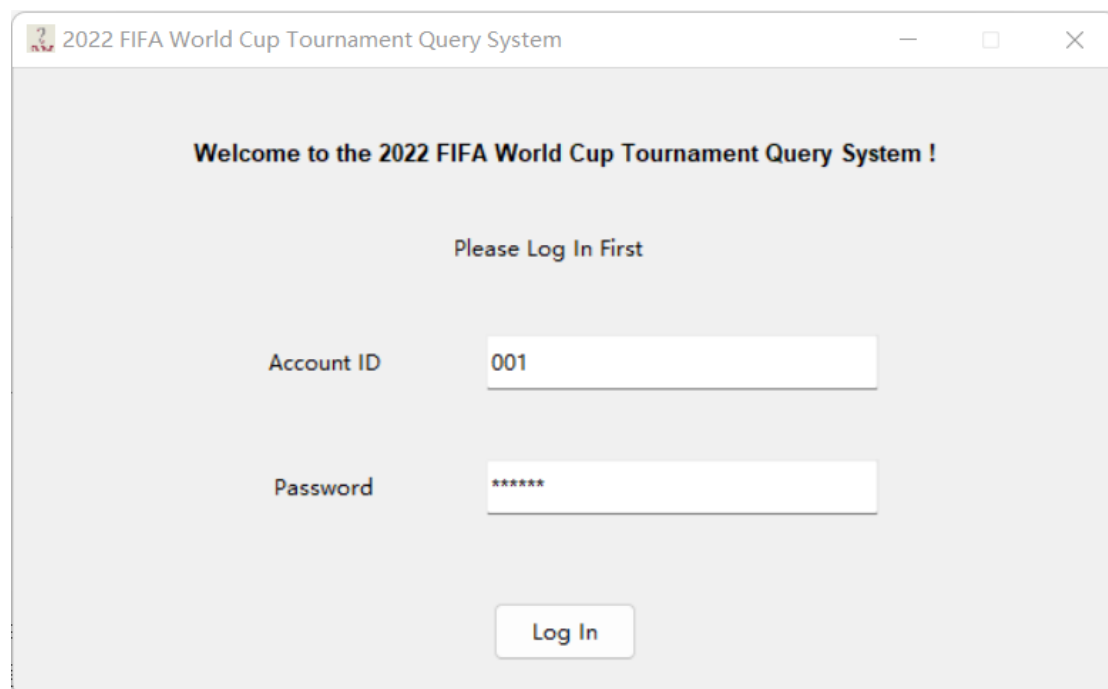 2022 FIFA World Cup Tournament Query System
Welcome to the 2022 FIFA World Cup Tournament Query System !
Please Log In First
Account ID 001
Password ******
Log In